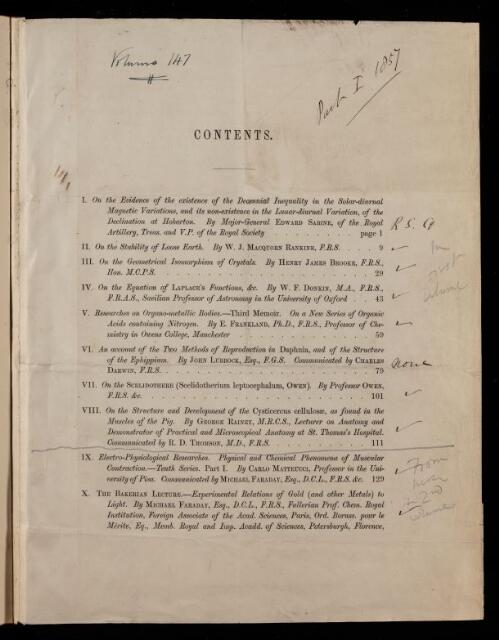 Volume 147
Part I 1857
CONTENTS.
I. On the Evidence of the existence of the Decennial Inequality in the Solar-diurnal
Magnetic Variations, and its non-existence in the Lunar-diurnal Variation, of the
Declination at Hobarton. By Major-General EDWARD SABINE, of the Royal
Artillery, Treas. and V.P. of the Royal Society . . . . . . . . . page 1
II. On the Stability of Loose Earth. By W. J. MACQUORN RANKINE, F.R.S. . . 9
III. On the Geometrical Isomorphism of Crystals. By HENRY JAMES BROOKE, F.R.S.,
Hon. M.C.P.S. . . . . . . . . . . . . . . . . . . 29
IV. On the Equation of LAPLACE'S Functions, &c. By W. F. DONKIN, M.A., F.R.S.,
F.R.A.S., Savilian Professor of Astronomy in the University of Oxford . . 43
V. Researches on Organo-metallic Bodies.—Third Memoir. On a New Series of Organic
Acids containing Nitrogen. By E. FRANKLAND, Ph.D., F.R.S., Professor of Che-
mistry in Owens College, Manchester . . . . . . . . . . . . 59
VI. An account of the Two Methods of Reproduction in Daphnia, and of the Structure
of the Ephippium. By JOHN LUBBOCK, Esq., F.G.S. Communicated by CHARLES
DARWIN, F.R.S. . . . . . . . . . . . . . . . . . . 79
VII. On the SCELIDOTHERE (Scelidotherium leptocephalum, OWEN). By Professor OWEN,
F.R.S. &c. . . . . . . . . . . . . . . . . . . 101
VIII. On the Structure and Development of the Cysticercus cellulosæ, as found in the
Muscles of the Pig. By GEORGE RAINEY, M.R.C.S., Lecturer on Anatomy and
Demonstrator of Practical and Microscopical Anatomy at St. Thomas's Hospital.
Communicated by R. D. THOMSON, M.D., F.R.S. . . . . . . . . 111
IX. Electro-Physiological Researches. Physical and Chemical Phenomena of Muscular
Contraction.—Tenth Series. Part I. By CARLO MATTEUCCI, Professor in the Uni-
versity of Pisa. Communicated by MICHAEL FARADAY, Esq., D.C.L., F.R.S. &c. 129
X. THE BAKERIAN LECTURE.—Experimental Relations of Gold (and other Metals) to
Light. By MICHAEL FARADAY, Esq., D.C.L., F.R.S., Fullerian Prof. Chem. Royal
Institution, Foreign Associate of the Acad. Sciences, Paris, Ord. Boruss. pour le
Mérite, Eq., Memb. Royal and Imp. Acadd. of Sciences, Petersburgh, Florence,
R. S.
in
first
volume
None
From
here
in 2nd
volume